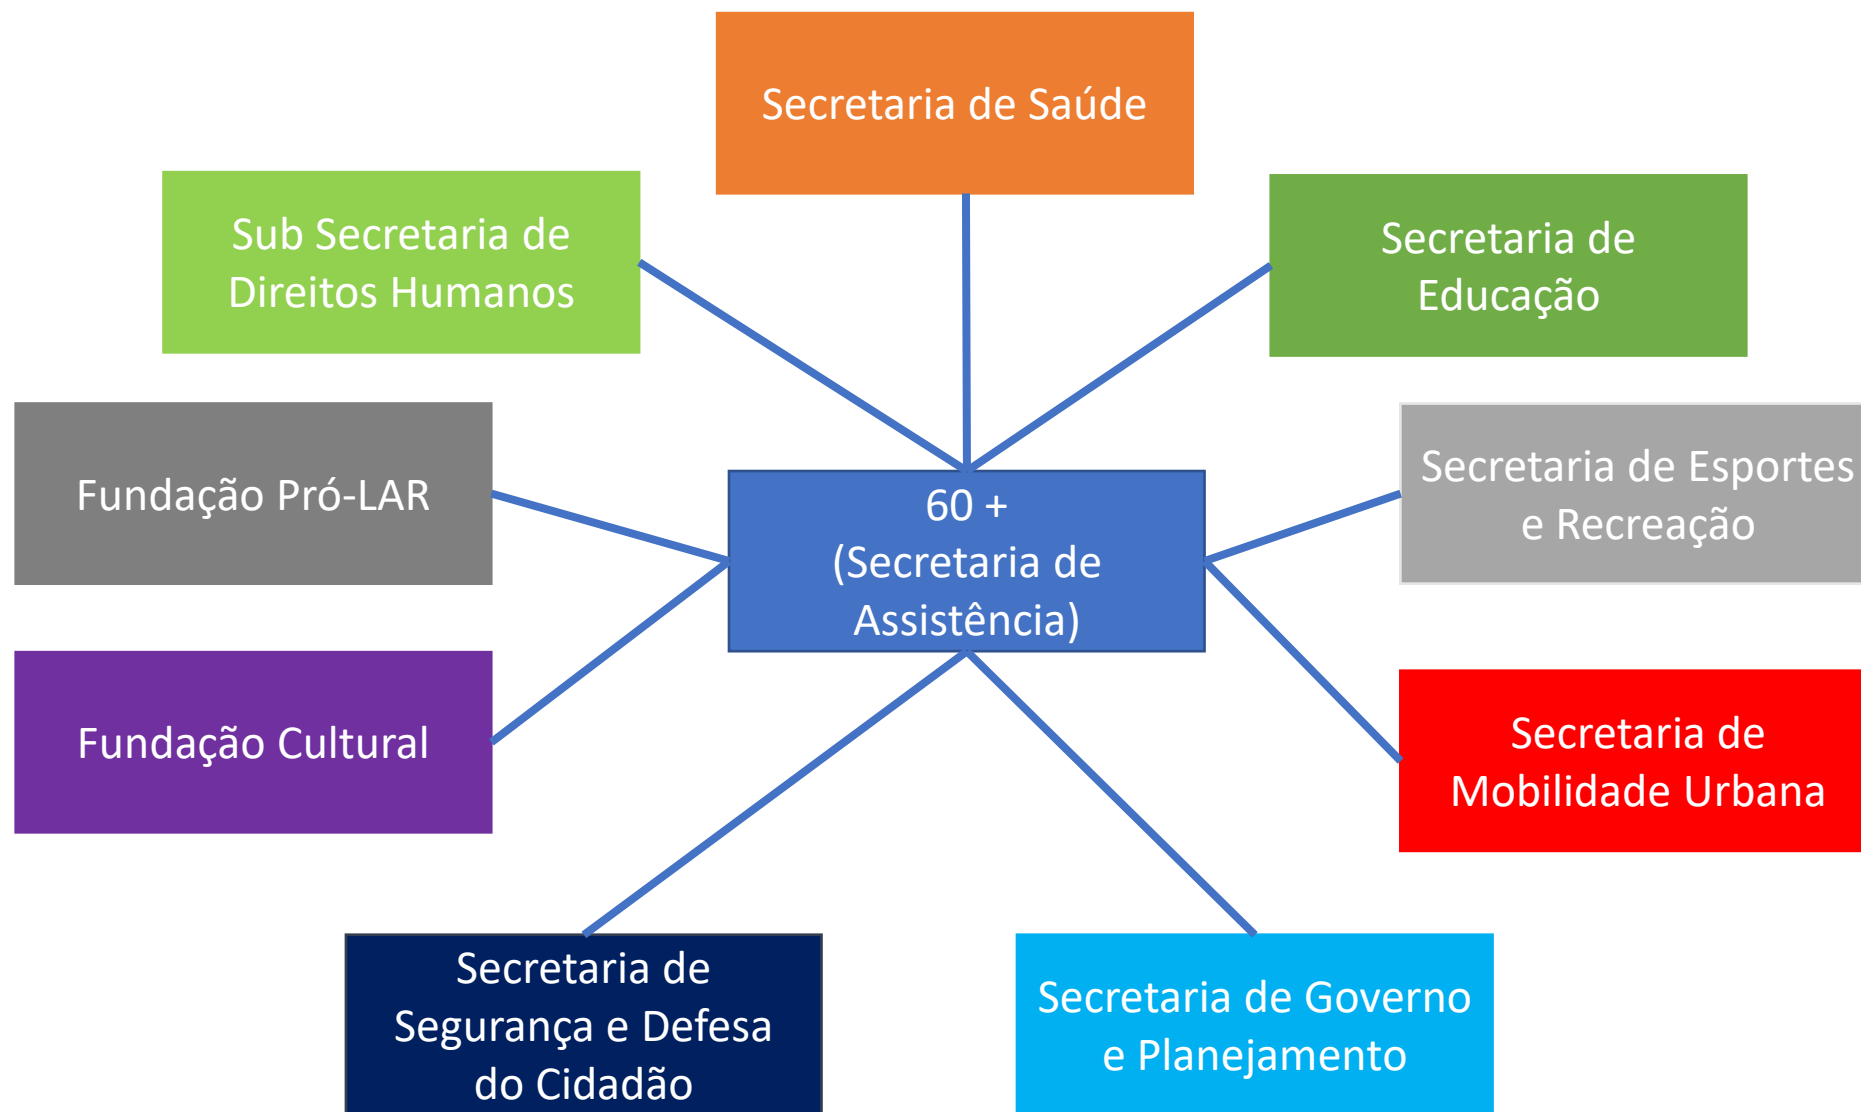 Secretaria de Saúde
Sub Secretaria de
Direitos Humanos
Secretaria de
Educação
Fundação Pró-LAR
60 +
(Secretaria de
Assistência)
Secretaria de Esportes
e Recreação
Fundação Cultural
Secretaria de
Mobilidade Urbana
Secretaria de
Segurança e Defesa
do Cidadão
Secretaria de Governo
e Planejamento